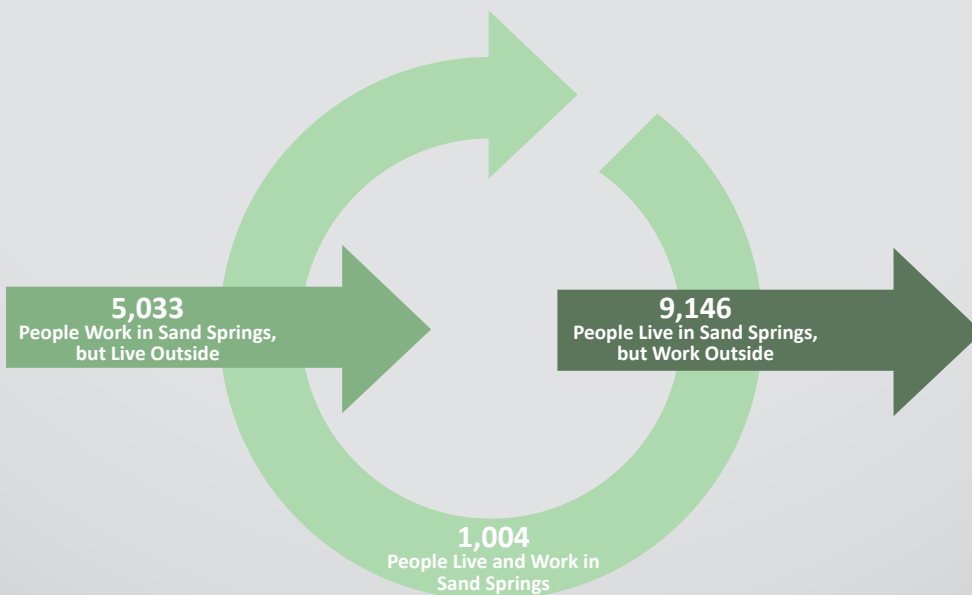 5,033
People Work in Sand Springs,
but Live Outside
9,146
People Live in Sand Springs,
but Work Outside
1,004
People Live and Work in
Sand Springs